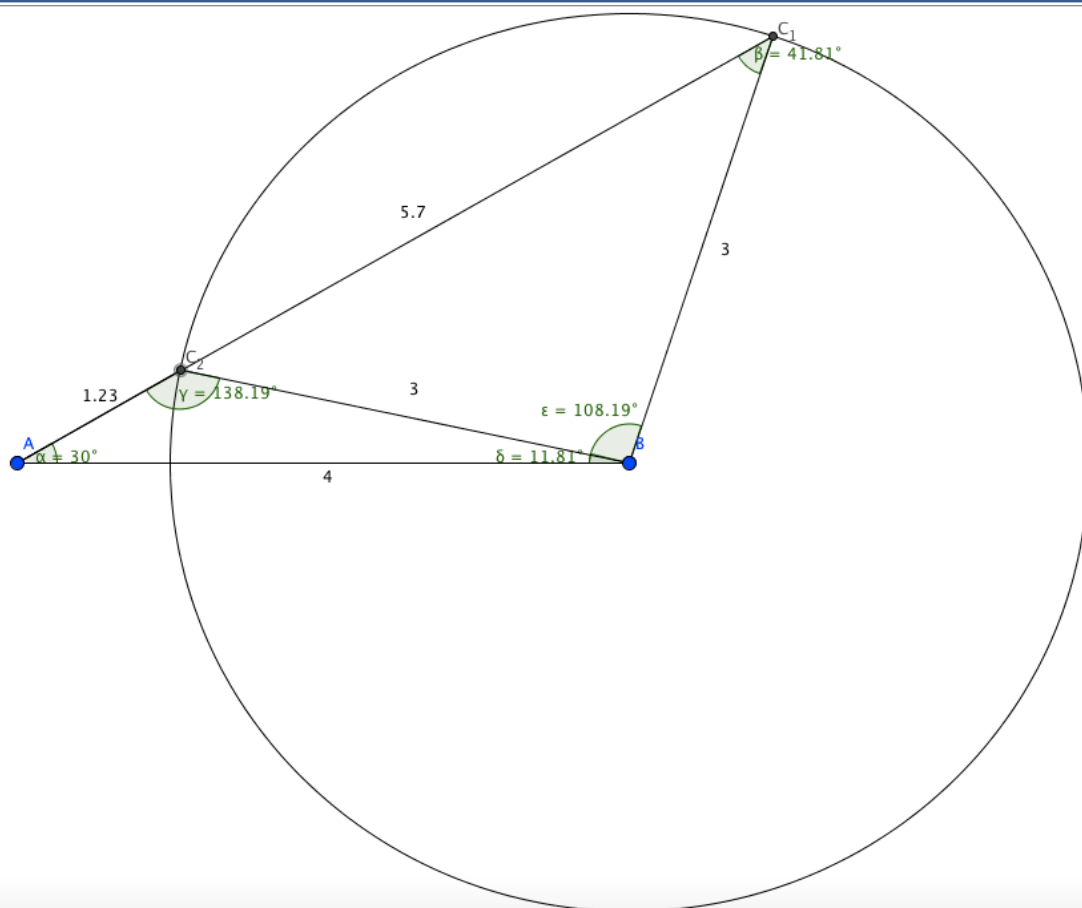 C₁
β = 41.81°
5.7
3
C₂
1.23
γ = 138.19°
3
ε = 108.19°
A
α = 30°
δ = 11.81°
B
4